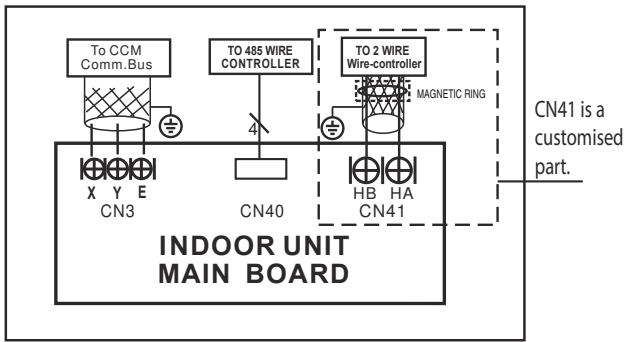 To CCM
Comm.Bus
TO 485 WIRE
CONTROLLER
TO 2 WIRE
Wire-controller
MAGNETIC RING
4
X Y E
CN3
CN40
HB HA
CN41
INDOOR UNIT
MAIN BOARD
CN41 is a
customised
part.